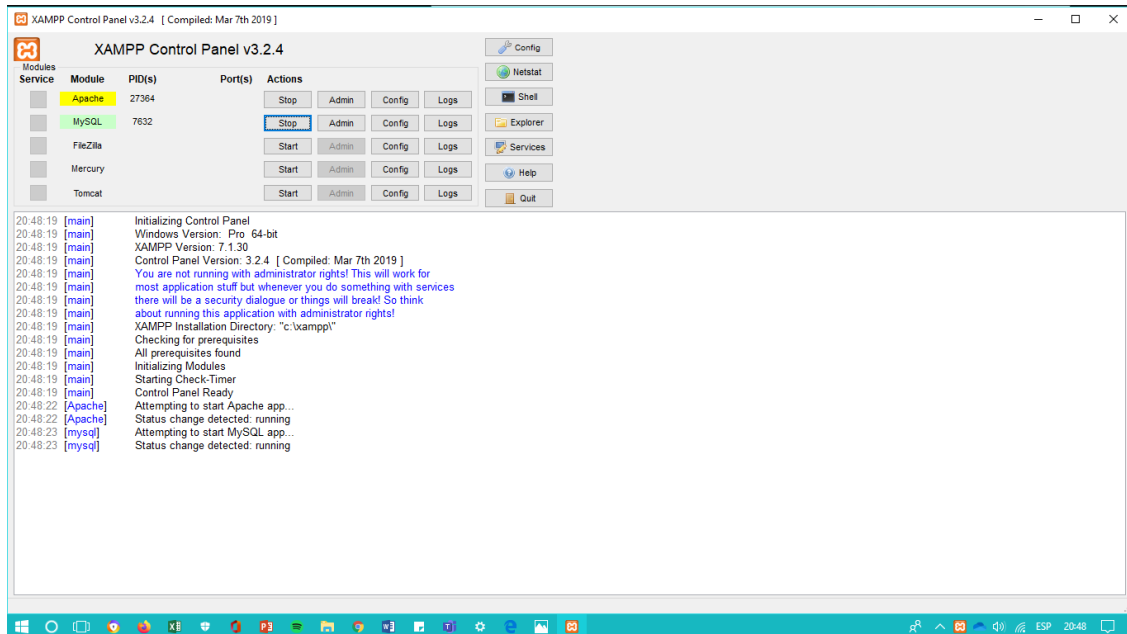 XAMPP Control Panel v3.2.4 [ Compiled: Mar 7th 2019 ]
XAMPP Control Panel v3.2.4
Config
Modules
Service Module PID(s) Port(s) Actions
Netstat
Apache 27364 Stop Admin Config Logs
Shell
MySQL 7632 Stop Admin Config Logs
Explorer
FileZilla Start Admin Config Logs
Services
Mercury Start Admin Config Logs
Help
Tomcat Start Admin Config Logs
Quit
20:48:19 [main] Initializing Control Panel
20:48:19 [main] Windows Version: Pro 64-bit
20:48:19 [main] XAMPP Version: 7.1.30
20:48:19 [main] Control Panel Version: 3.2.4 [ Compiled: Mar 7th 2019 ]
20:48:19 [main] You are not running with administrator rights! This will work for
20:48:19 [main] most application stuff but whenever you do something with services
20:48:19 [main] there will be a security dialogue or things will break! So think
20:48:19 [main] about running this application with administrator rights!
20:48:19 [main] XAMPP Installation Directory: "c:\xampp\"
20:48:19 [main] Checking for prerequisites
20:48:19 [main] All prerequisites found
20:48:19 [main] Initializing Modules
20:48:19 [main] Starting Check-Timer
20:48:19 [main] Control Panel Ready
20:48:22 [Apache] Attempting to start Apache app...
20:48:22 [Apache] Status change detected: running
20:48:23 [mysql] Attempting to start MySQL app...
20:48:23 [mysql] Status change detected: running
ESP 20:48